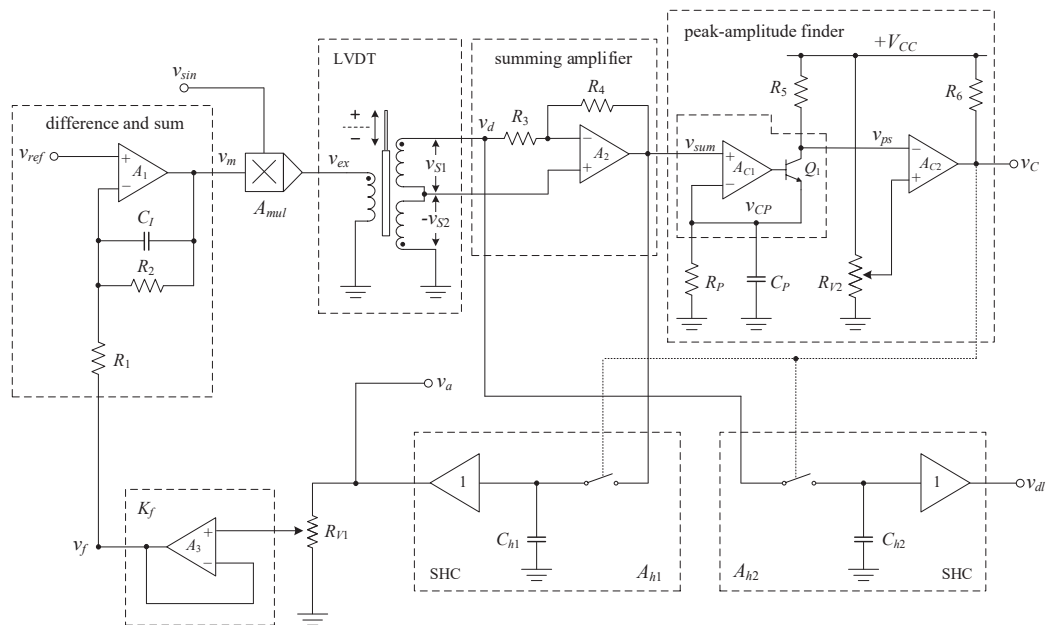 peak-amplitude finder
+V_CC
LVDT
summing amplifier
v_sin
R_4
R_5
R_6
difference and sum
+
−
v_d
R_3
v_ref
+
A_1
−
v_m
v_ex
v_S1
−
A_2
+
v_sum
+
A_C1
−
Q_1
v_ps
−
A_C2
+
v_C
A_mul
-v_S2
v_CP
C_I
R_2
R_P
C_P
R_V2
R_1
v_a
1
1
v_dl
K_f
v_f
A_3
+
−
R_V1
C_h1
C_h2
SHC
A_h1
A_h2
SHC